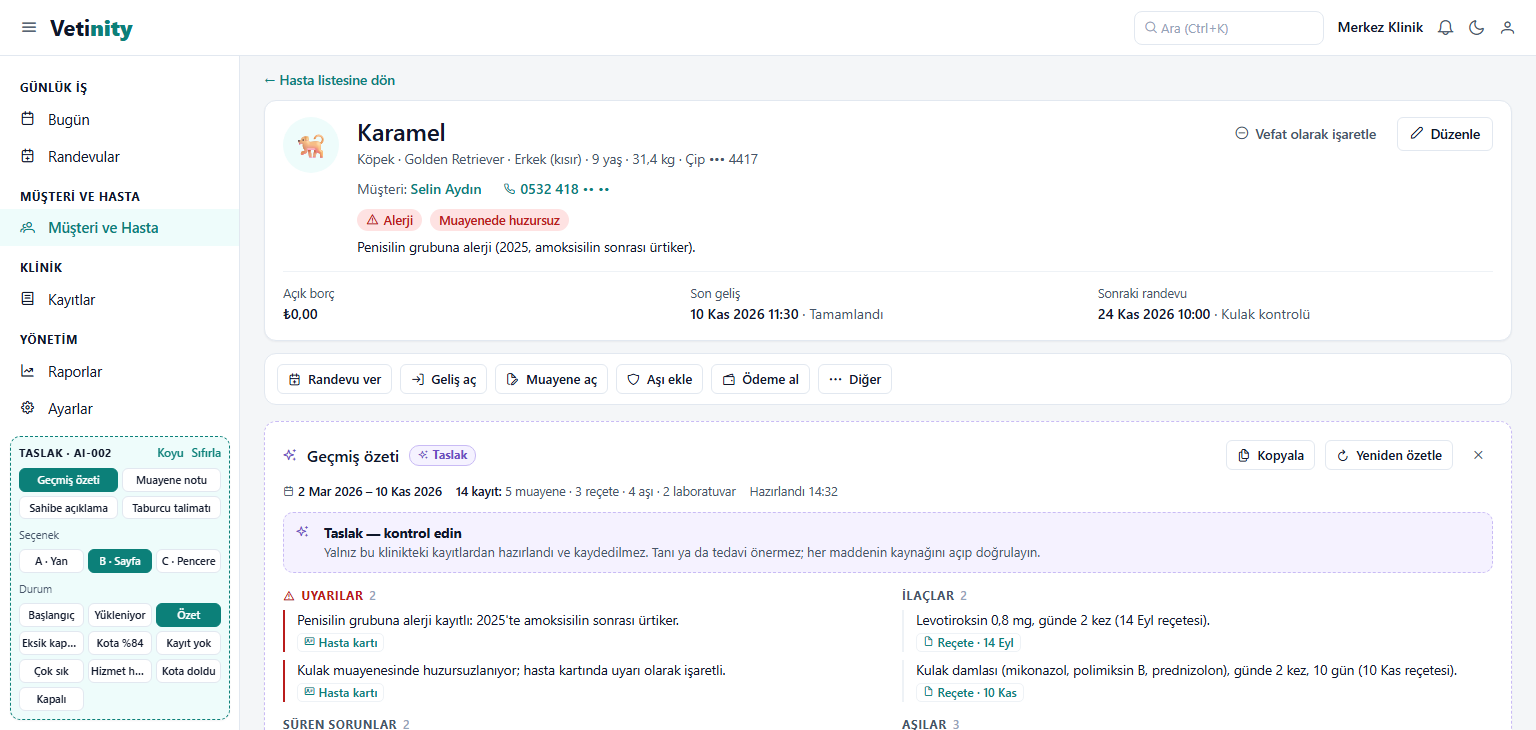 Vetinity
Ara (Ctrl+K)
Merkez Klinik
GÜNLÜK İŞ
Bugün
Randevular
MÜŞTERİ VE HASTA
Müşteri ve Hasta
KLİNİK
Kayıtlar
YÖNETİM
Raporlar
Ayarlar
TASLAK · AI-002 Koyu Sıfırla
Geçmiş özeti Muayene notu
Sahibe açıklama Taburcu talimatı
Seçenek
A · Yan B · Sayfa C · Pencere
Durum
Başlangıç Yükleniyor Özet
Eksik kap... Kota %84 Kayıt yok
Çok sık Hizmet h... Kota doldu
Kapalı
← Hasta listesine dön
Karamel
Vefat olarak işaretle Düzenle
Köpek · Golden Retriever · Erkek (kısır) · 9 yaş · 31,4 kg · Çip ••• 4417
Müşteri: Selin Aydın 0532 418 •• ••
Alerji Muayenede huzursuz
Penisilin grubuna alerji (2025, amoksisilin sonrası ürtiker).
Açık borç
₺0,00
Son geliş
10 Kas 2026 11:30 · Tamamlandı
Sonraki randevu
24 Kas 2026 10:00 · Kulak kontrolü
Randevu ver Geliş aç Muayene aç Aşı ekle Ödeme al Diğer
Geçmiş özeti Taslak
Kopyala Yeniden özetle
2 Mar 2026 – 10 Kas 2026 14 kayıt: 5 muayene · 3 reçete · 4 aşı · 2 laboratuvar Hazırlandı 14:32
Taslak — kontrol edin
Yalnız bu klinikteki kayıtlardan hazırlandı ve kaydedilmez. Tanı ya da tedavi önermez; her maddenin kaynağını açıp doğrulayın.
UYARILAR 2
Penisilin grubuna alerji kayıtlı: 2025'te amoksisilin sonrası ürtiker.
Hasta kartı
Kulak muayenesinde huzursuzlanıyor; hasta kartında uyarı olarak işaretli.
Hasta kartı
SÜREN SORUNLAR 2
İLAÇLAR 2
Levotiroksin 0,8 mg, günde 2 kez (14 Eyl reçetesi).
Reçete · 14 Eyl
Kulak damlası (mikonazol, polimiksin B, prednizolon), günde 2 kez, 10 gün (10 Kas reçetesi).
Reçete · 10 Kas
AŞILAR 3